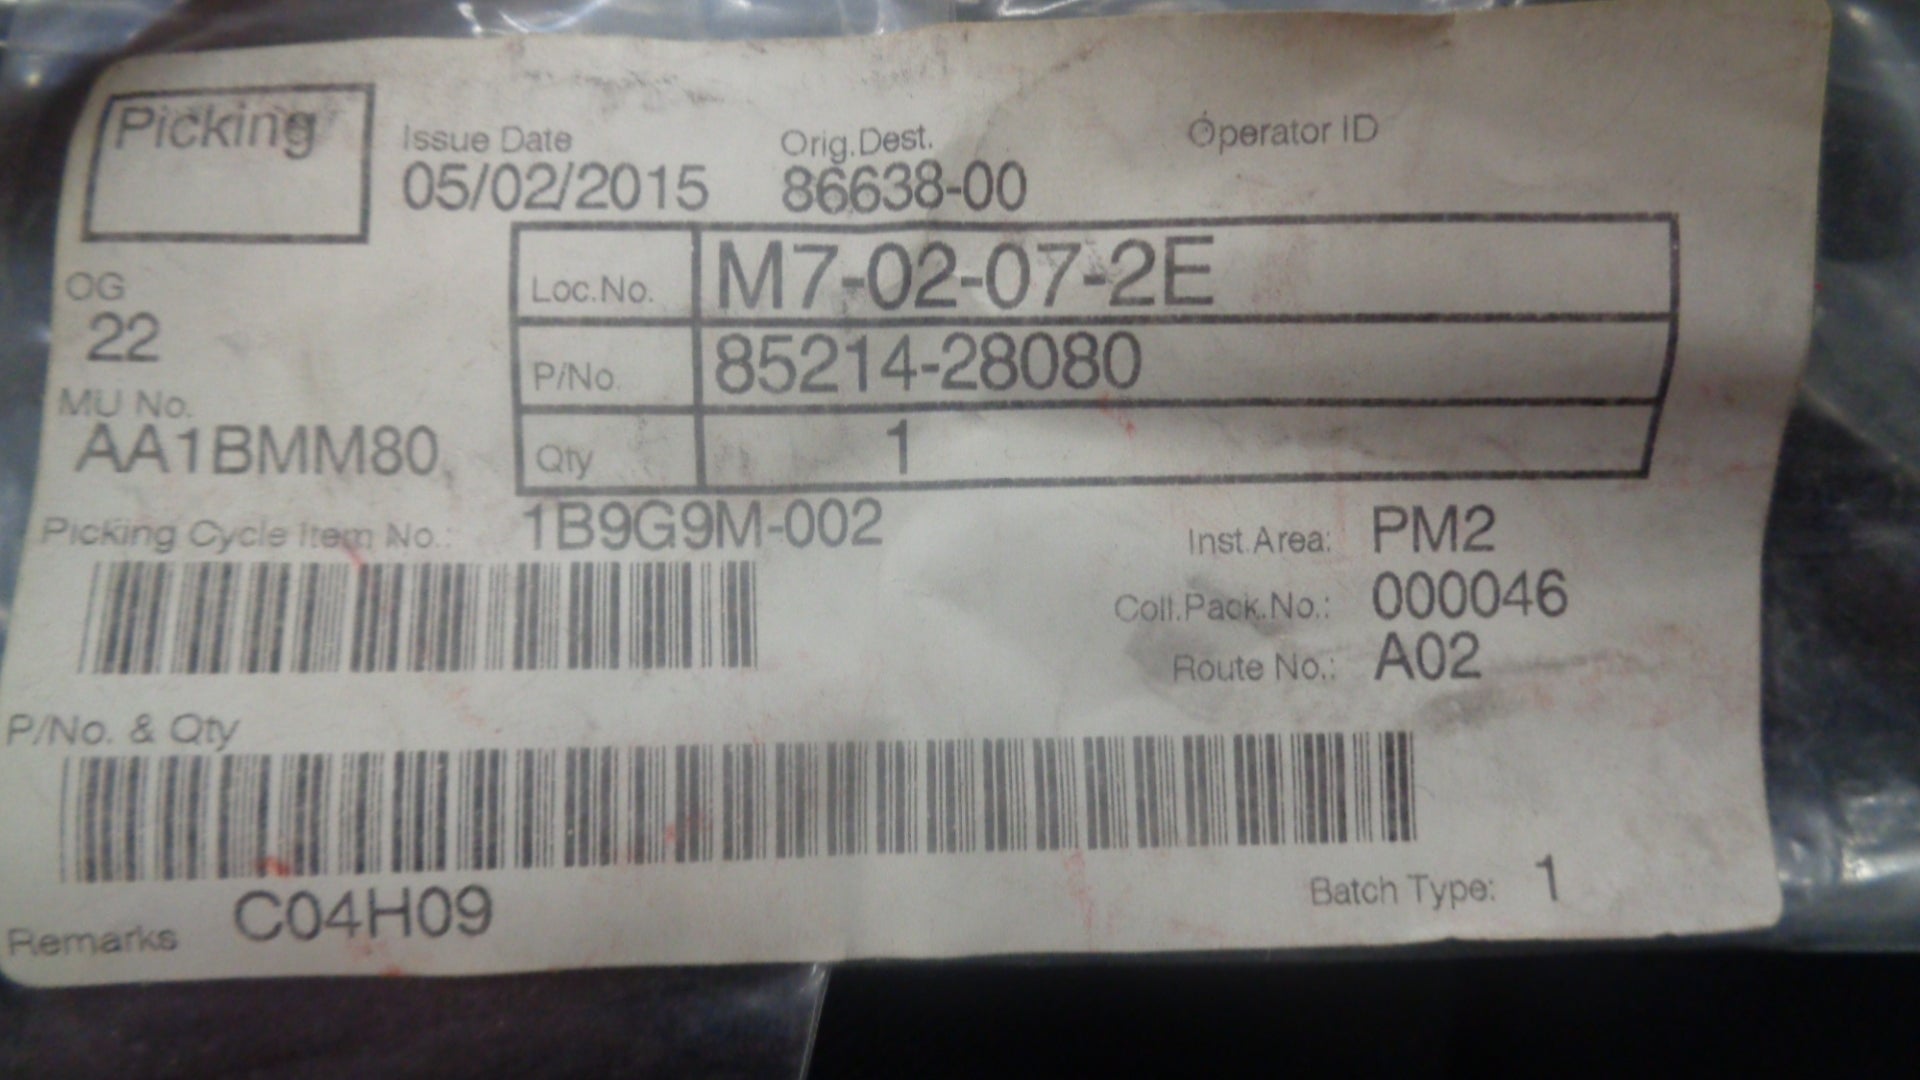 Picking
Issue Date
05/02/2015
Orig.Dest.
86638-00
Operator ID
OG
22
Loc.No. M7-02-07-2E
P/No. 85214-28080
Qty 1
MU No.
AA1BMM80
Picking Cycle Item No.: 1B9G9M-002
Inst.Area: PM2
Coll.Pack.No.: 000046
Route No.: A02
P/No. & Qty
Remarks C04H09
Batch Type: 1